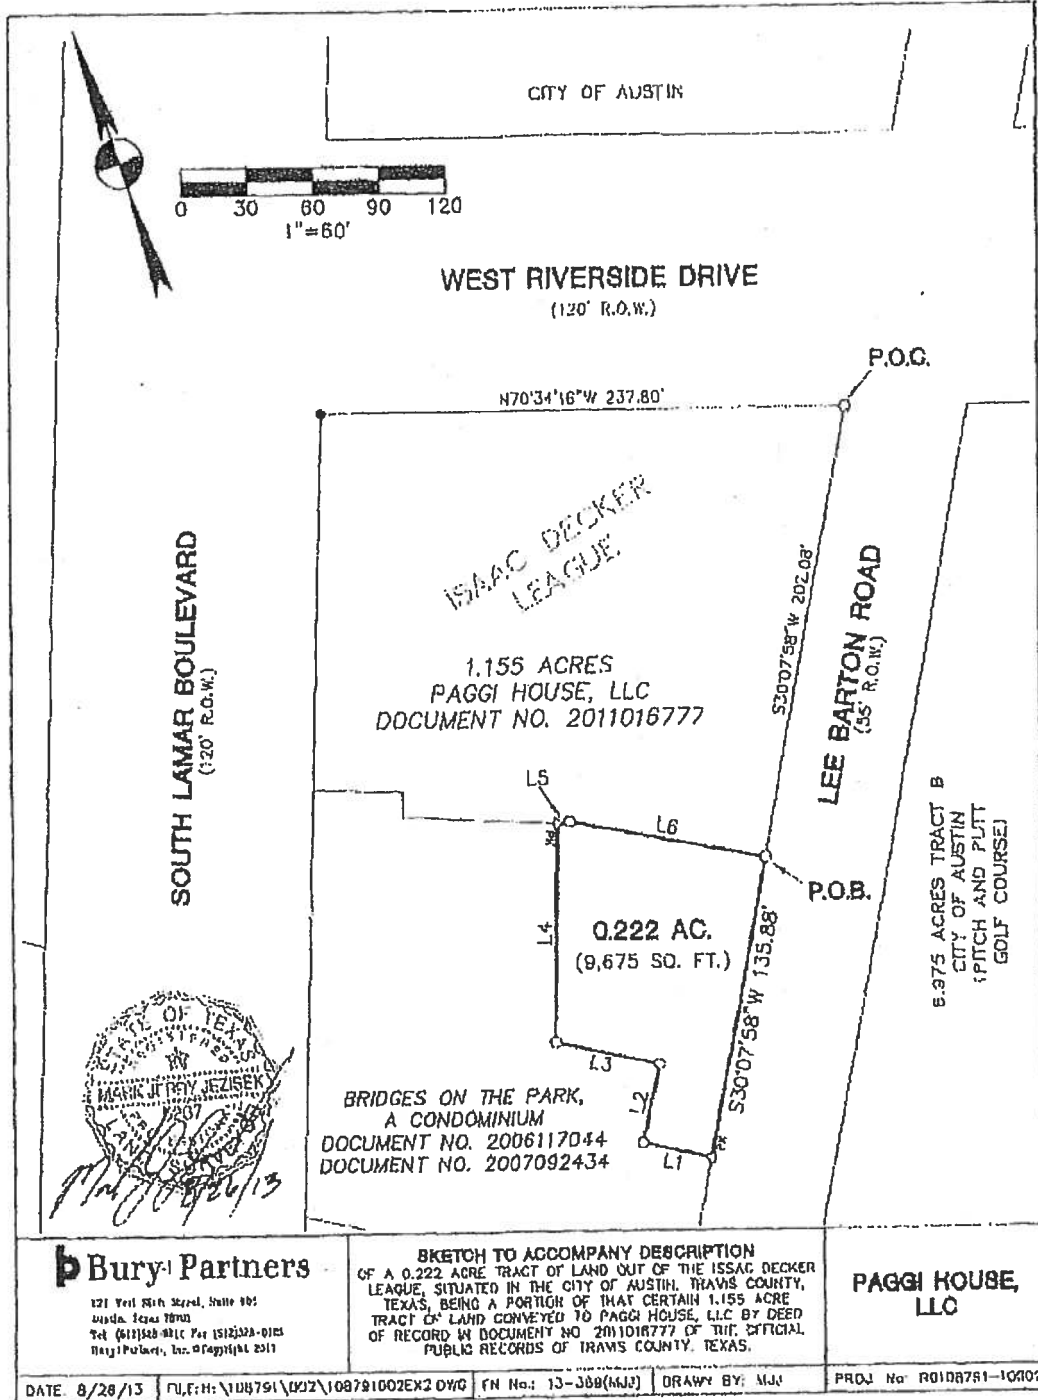 CITY OF AUSTIN
0 30 60 90 120
1"=60'
WEST RIVERSIDE DRIVE
(120' R.O.W.)
P.O.C.
N70°34'16"W 237.80'
ISAAC DECKER
LEAGUE
SOUTH LAMAR BOULEVARD
(120' R.O.W.)
S30°07'58"W 202.08'
LEE BARTON ROAD
(55' R.O.W.)
1.155 ACRES
PAGGI HOUSE, LLC
DOCUMENT NO. 2011016777
L5
L6
P.O.B.
L4
0.222 AC.
(9,675 SQ. FT.)
S30°07'58"W 135.88'
CITY OF AUSTIN
(PITCH AND PUTT
GOLF COURSE)
L3
L2
L1
STATE OF TEXAS
REGISTERED
MARK JERRY JEZISEK
BRIDGES ON THE PARK,
A CONDOMINIUM
DOCUMENT NO. 2006117044
DOCUMENT NO. 2007092434
Bury+Partners
SKETCH TO ACCOMPANY DESCRIPTION
OF A 0.222 ACRE TRACT OF LAND OUT OF THE ISSAC DECKER
LEAGUE, SITUATED IN THE CITY OF AUSTIN, TRAVIS COUNTY,
TEXAS, BEING A PORTION OF THAT CERTAIN 1.155 ACRE
TRACT OF LAND CONVEYED TO PAGGI HOUSE, LLC BY DEED
OF RECORD IN DOCUMENT NO 2011016777 OF THE OFFICIAL
PUBLIC RECORDS OF TRAVIS COUNTY, TEXAS.
PAGGI HOUSE,
LLC
DATE: 8/26/13
FILE: H:\108791\002\108791002EX2.DWG
FN No.: 13-389(MJJ)
DRAWN BY: MJJ
PROJ No: